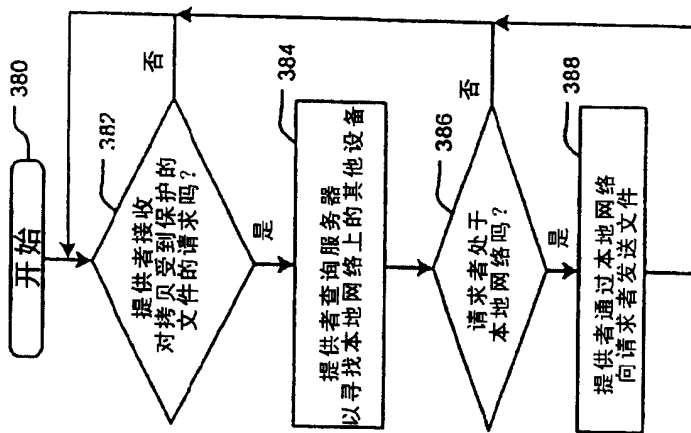 380
开始
382
提供者接收
对拷贝受到保护的
文件的请求吗?
否
是
384
提供者查询服务器
以寻找本地网络上的其他设备
386
请求者处于
本地网络吗?
否
是
388
提供者通过本地网络
向请求者发送文件